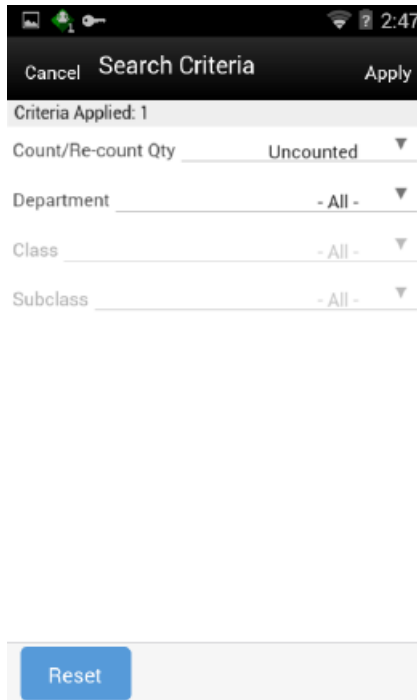 2:47
Cancel Search Criteria Apply
Criteria Applied: 1
Count/Re-count Qty Uncounted
Department - All -
Class - All -
Subclass - All -
Reset